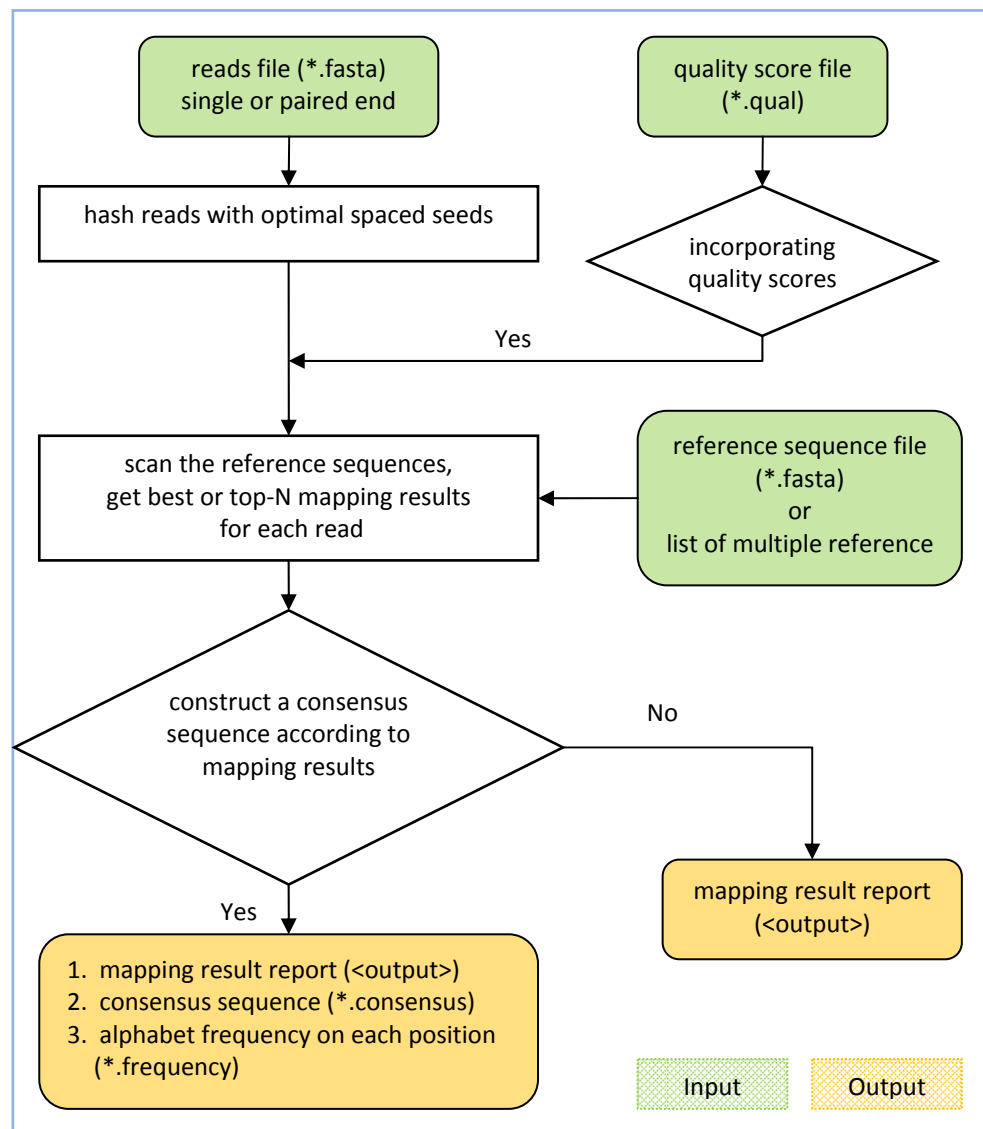 reads file (*.fasta)
single or paired end
quality score file
(*.qual)
hash reads with optimal spaced seeds
incorporating
quality scores
Yes
scan the reference sequences,
get best or top-N mapping results
for each read
reference sequence file
(*.fasta)
or
list of multiple reference
construct a consensus
sequence according to
mapping results
No
mapping result report
(<output>)
Yes
1. mapping result report (<output>)
2. consensus sequence (*.consensus)
3. alphabet frequency on each position
(*.frequency)
Input
Output